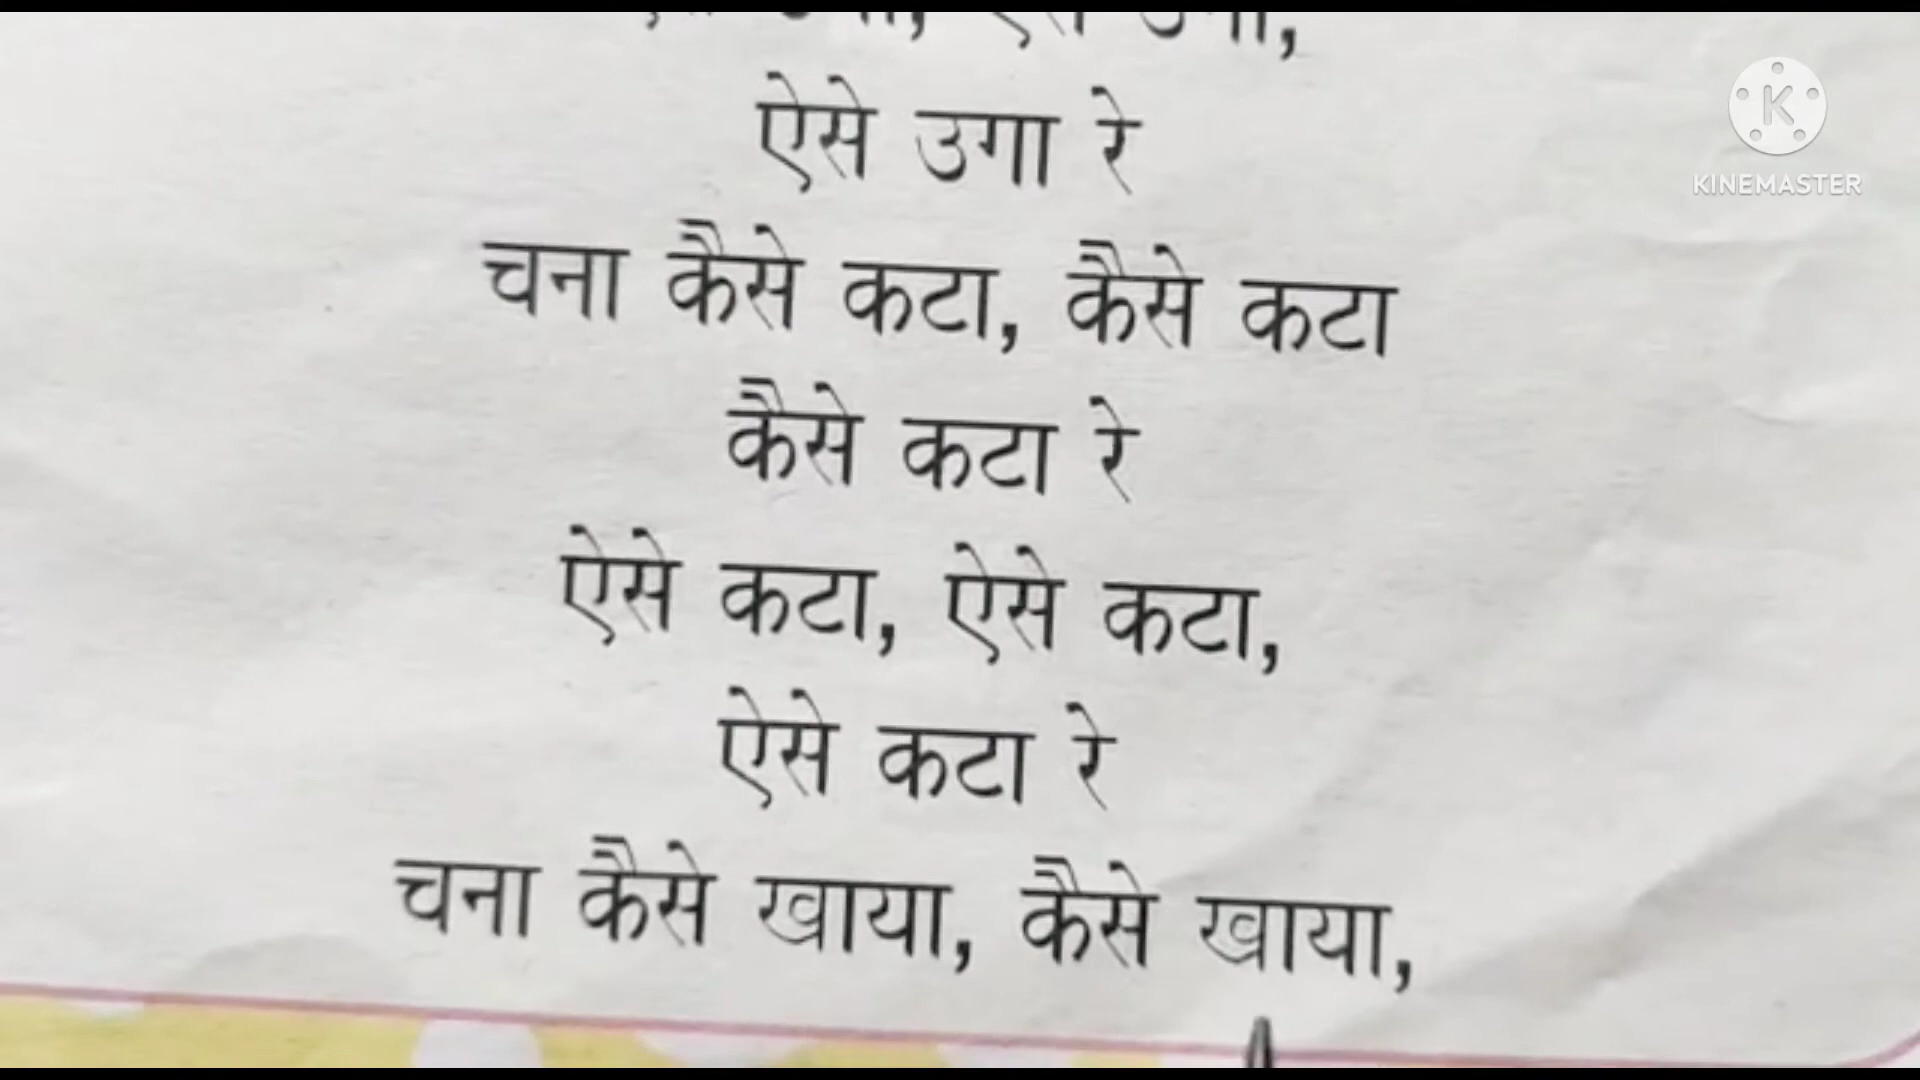 ऐसे उगा रे
KINEMASTER
चना कैसे कटा, कैसे कटा
कैसे कटा रे
ऐसे कटा, ऐसे कटा,
ऐसे कटा रे
चना कैसे खाया, कैसे खाया,